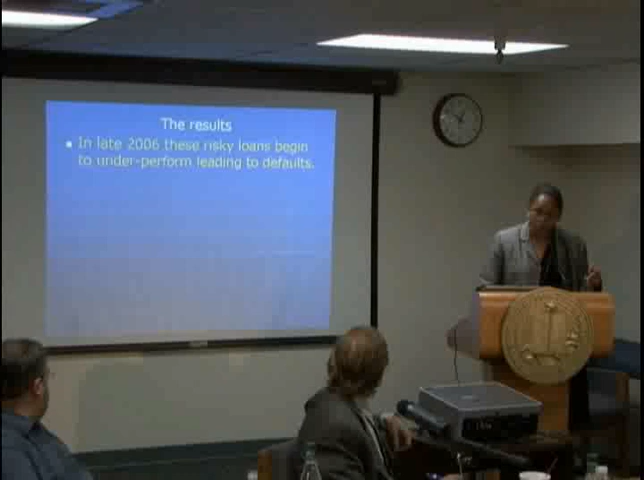 The results
In late 2006 these risky loans begin
to under-perform leading to defaults.